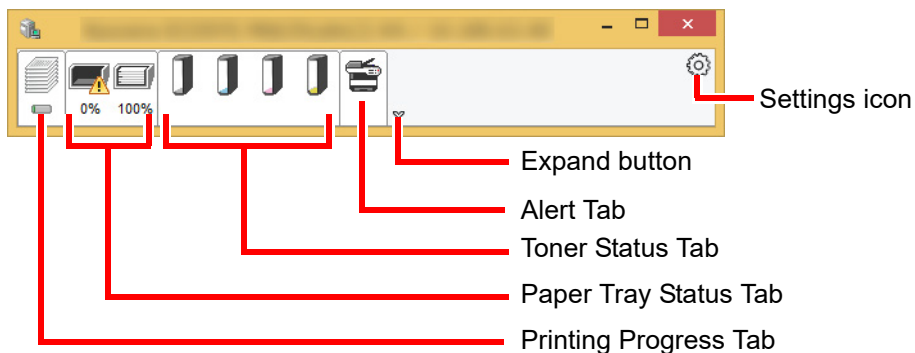 0% 100%
Settings icon
Expand button
Alert Tab
Toner Status Tab
Paper Tray Status Tab
Printing Progress Tab